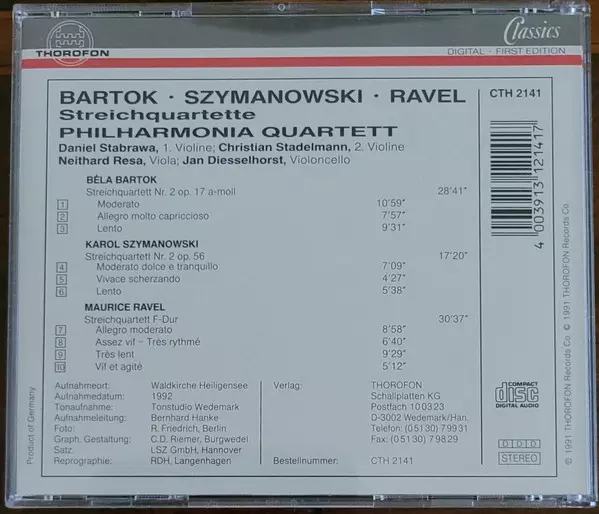 THOROFON
Classics
DIGITAL - FIRST EDITION
BARTOK · SZYMANOWSKI · RAVEL
CTH 2141
Streichquartette
PHILHARMONIA QUARTETT
Daniel Stabrawa, 1. Violine; Christian Stadelmann, 2. Violine
Neithard Resa, Viola; Jan Diesselhorst, Violoncello
BÉLA BARTOK
Streichquartett Nr. 2 op. 17 a-moll 28'41"
1 Moderato 10'59"
2 Allegro molto capriccioso 7'57"
3 Lento 9'31"
KAROL SZYMANOWSKI
Streichquartett Nr. 2 op. 56 17'20"
4 Moderato dolce e tranquillo 7'09"
5 Vivace scherzando 4'27"
6 Lento 5'38"
MAURICE RAVEL
Streichquartett F-Dur 30'37"
7 Allegro moderato 8'58"
8 Assez vif – Très rythmé 6'40"
9 Très lent 9'29"
10 Vif et agité 5'12"
Aufnahmeort: Waldkirche Heiligensee
Aufnahmedatum: 1992
Tonaufnahme: Tonstudio Wedemark
Aufnahmeleitung: Bernhard Hanke
Foto: R. Friedrich, Berlin
Graph. Gestaltung: C.D. Riemer, Burgwedel
Satz: LSZ GmbH, Hannover
Reprographie: RDH, Langenhagen
Verlag: THOROFON
Schallplatten KG
Postfach 100323
D-3002 Wedemark/Han.
Telefon: (05130) 79931
Fax: (05130) 79829
Bestellnummer: CTH 2141
4 003913 121417
COMPACT
disc
DIGITAL AUDIO
DDD
STEREO
Product of Germany
℗ 1991 THOROFON Records Co. © 1991 THOROFON Records Co.